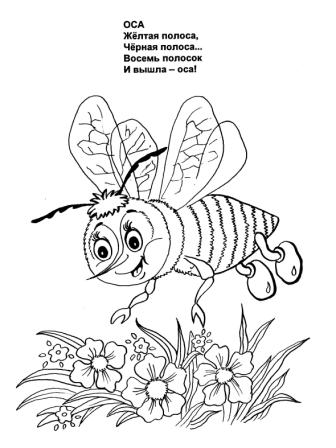 ОСА
Жёлтая полоса,
Чёрная полоса...
Восемь полосок
И вышла – оса!